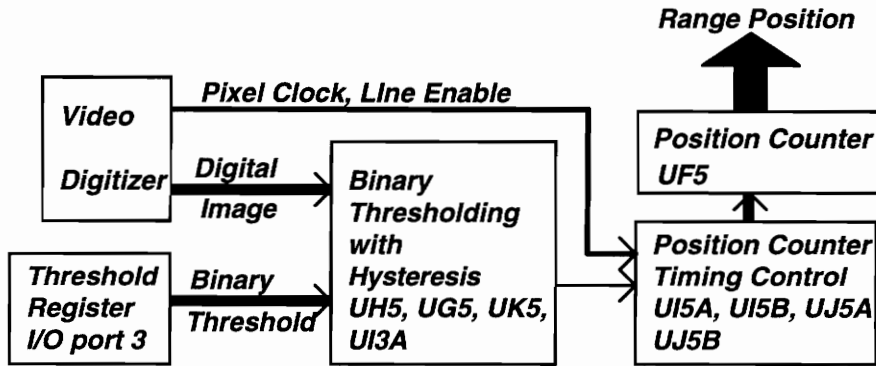 Range Position
Pixel Clock, LIne Enable
Video
Digitizer
Digital
Image
Position Counter
UF5
Binary
Thresholding
with
Hysteresis
UH5, UG5, UK5,
UI3A
Threshold
Register
I/O port 3
Binary
Threshold
Position Counter
Timing Control
UI5A, UI5B, UJ5A
UJ5B